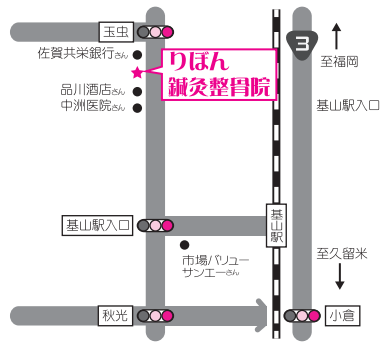 玉虫
佐賀共栄銀行さん
りぼん
鍼灸整骨院
品川酒店さん
中洲医院さん
3
至福岡
基山駅入口
基山駅入口
基山駅
市場バリュー
サンエーさん
至久留米
秋光
小倉